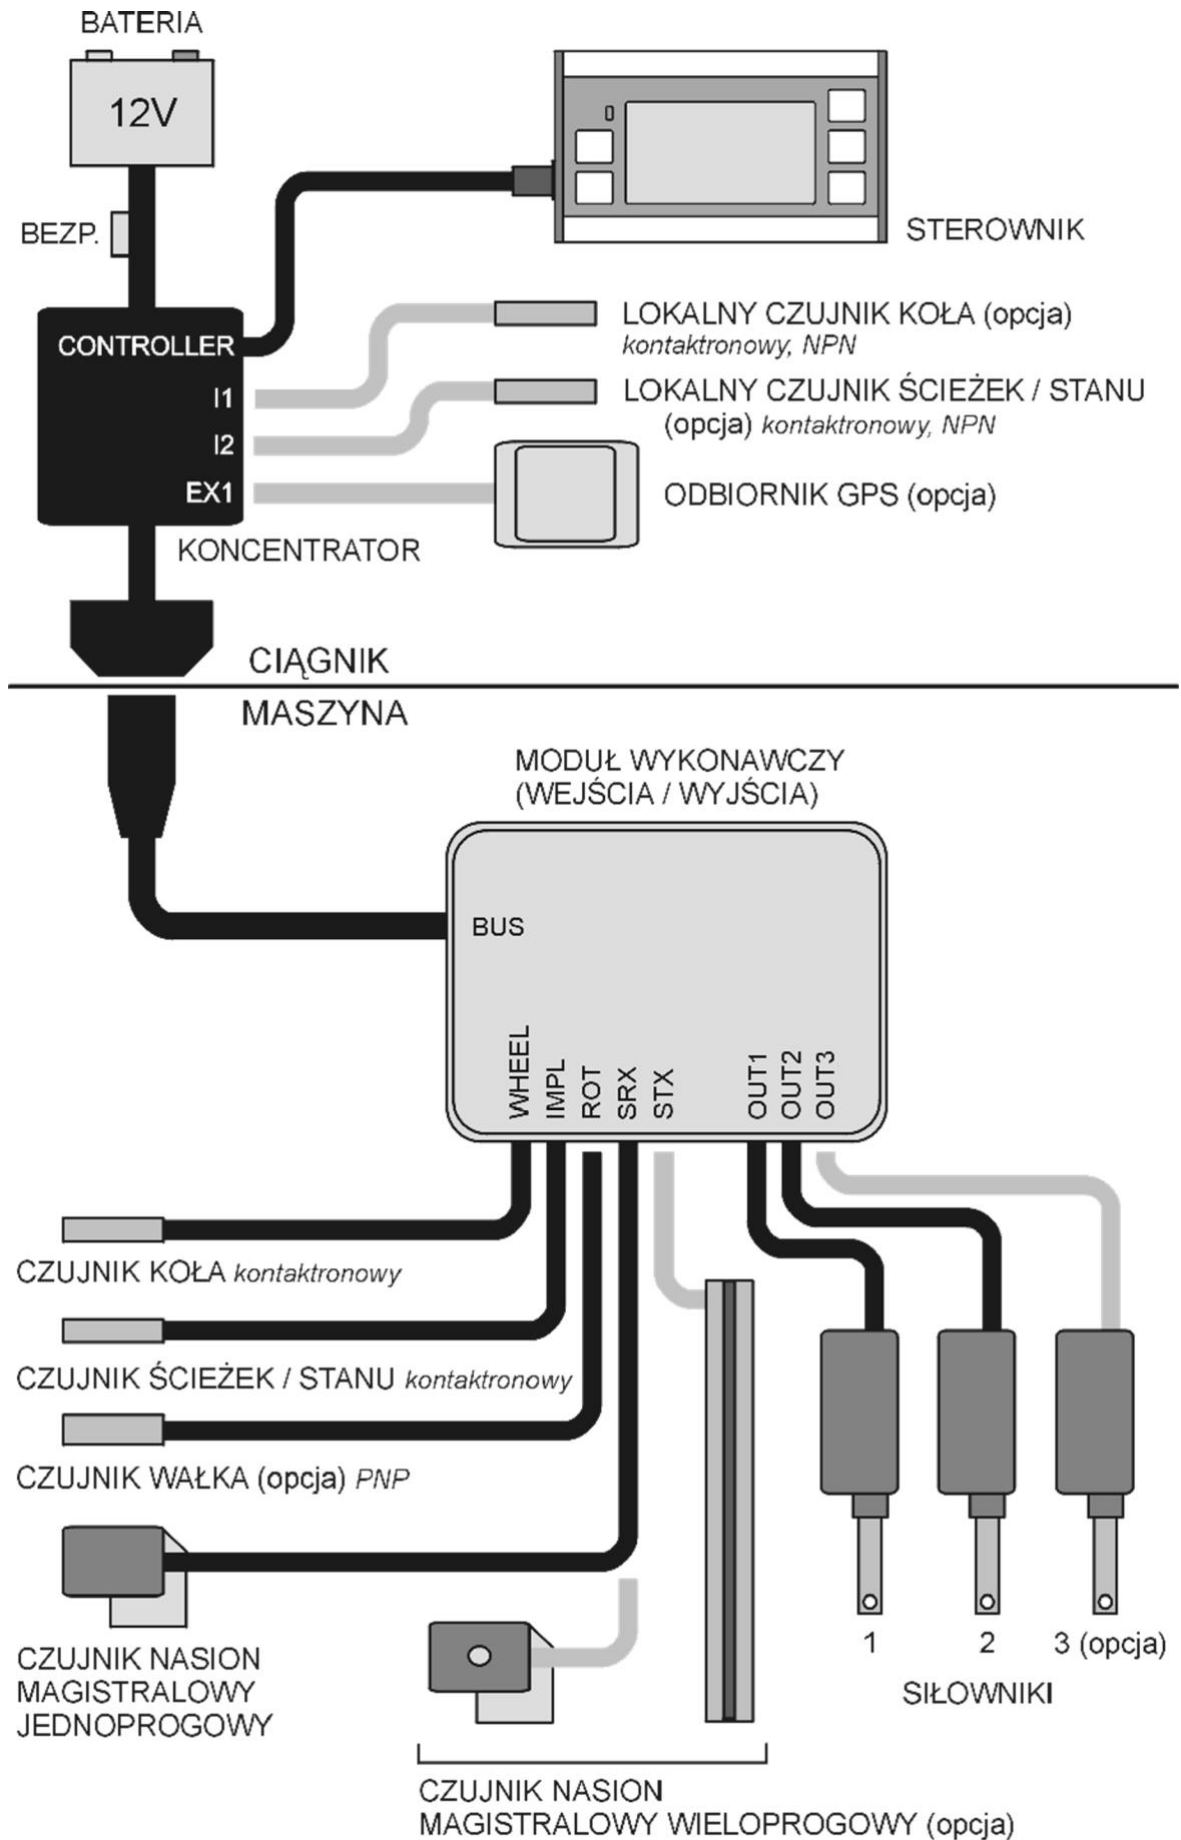 BATERIA
12V
BEZP.
STEROWNIK
CONTROLLER
LOKALNY CZUJNIK KOŁA (opcja)
kontaktronowy, NPN
I1
LOKALNY CZUJNIK ŚCIEŻEK / STANU
(opcja) kontaktronowy, NPN
I2
EX1
ODBIORNIK GPS (opcja)
KONCENTRATOR
CIĄGNIK
MASZYNA
MODUŁ WYKONAWCZY
(WEJŚCIA / WYJŚCIA)
BUS
WHEEL
IMPL
ROT
SRX
STX
OUT1
OUT2
OUT3
CZUJNIK KOŁA kontaktronowy
CZUJNIK ŚCIEŻEK / STANU kontaktronowy
CZUJNIK WAŁKA (opcja) PNP
CZUJNIK NASION
MAGISTRALOWY
JEDNOPROGOWY
1
2
3 (opcja)
SIŁOWNIKI
CZUJNIK NASION
MAGISTRALOWY WIELOPROGOWY (opcja)